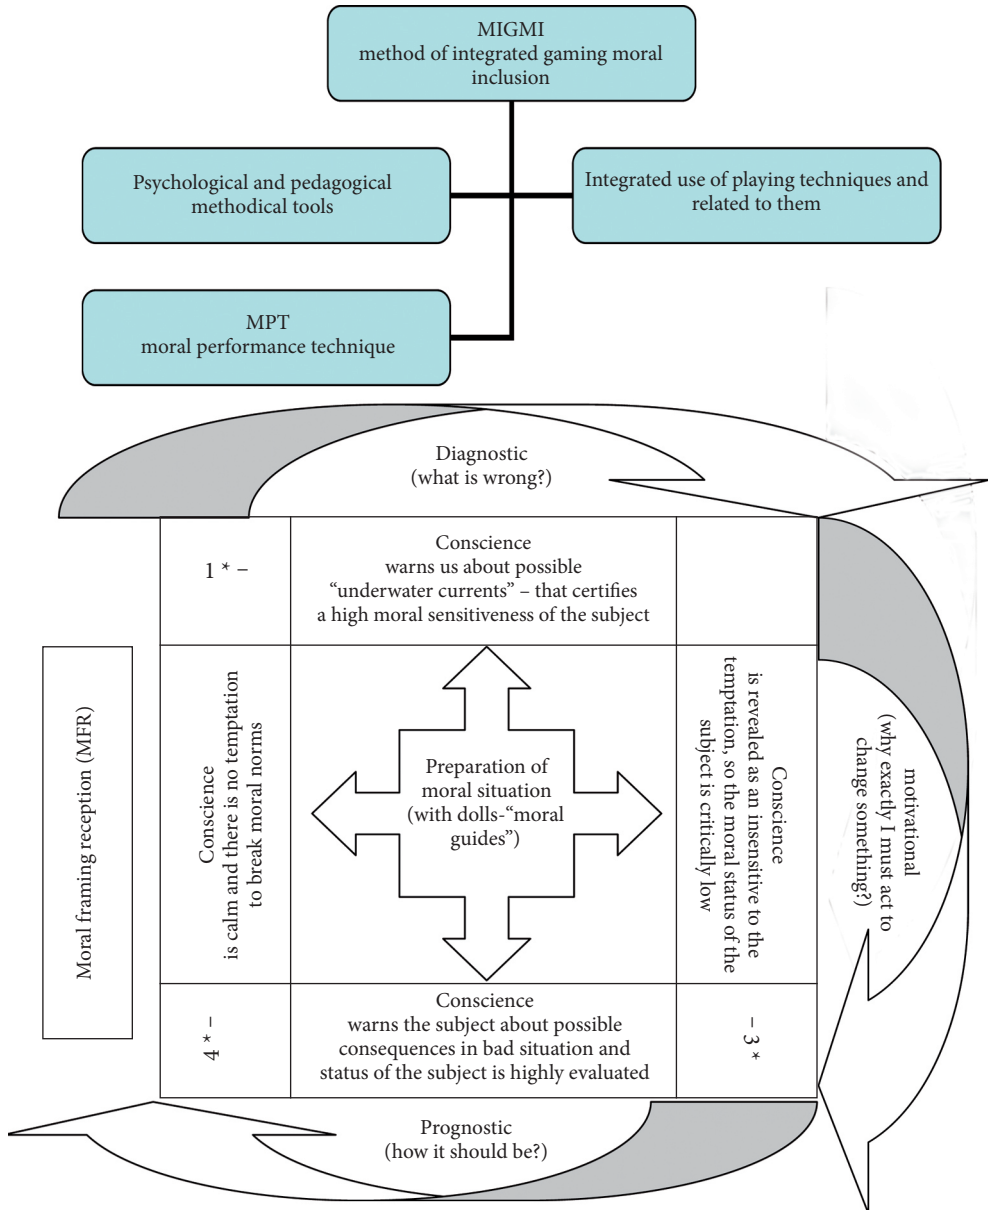 MIGMI
method of integrated gaming moral
inclusion
Psychological and pedagogical
methodical tools
Integrated use of playing techniques and
related to them
MPT
moral performance technique
Diagnostic
(what is wrong?)
1 * –
Conscience
warns us about possible
“underwater currents” – that certifies
a high moral sensitiveness of the subject
Moral framing reception (MFR)
Conscience
is calm and there is no temptation
to break moral norms
Preparation of
moral situation
(with dolls-“moral
guides”)
Conscience
is revealed as an insensitive to the
temptation, so the moral status of the
subject is critically low
motivational
(why exactly I must act to
change something?)
4 * –
Conscience
warns the subject about possible
consequences in bad situation and
status of the subject is highly evaluated
– 3 *
Prognostic
(how it should be?)